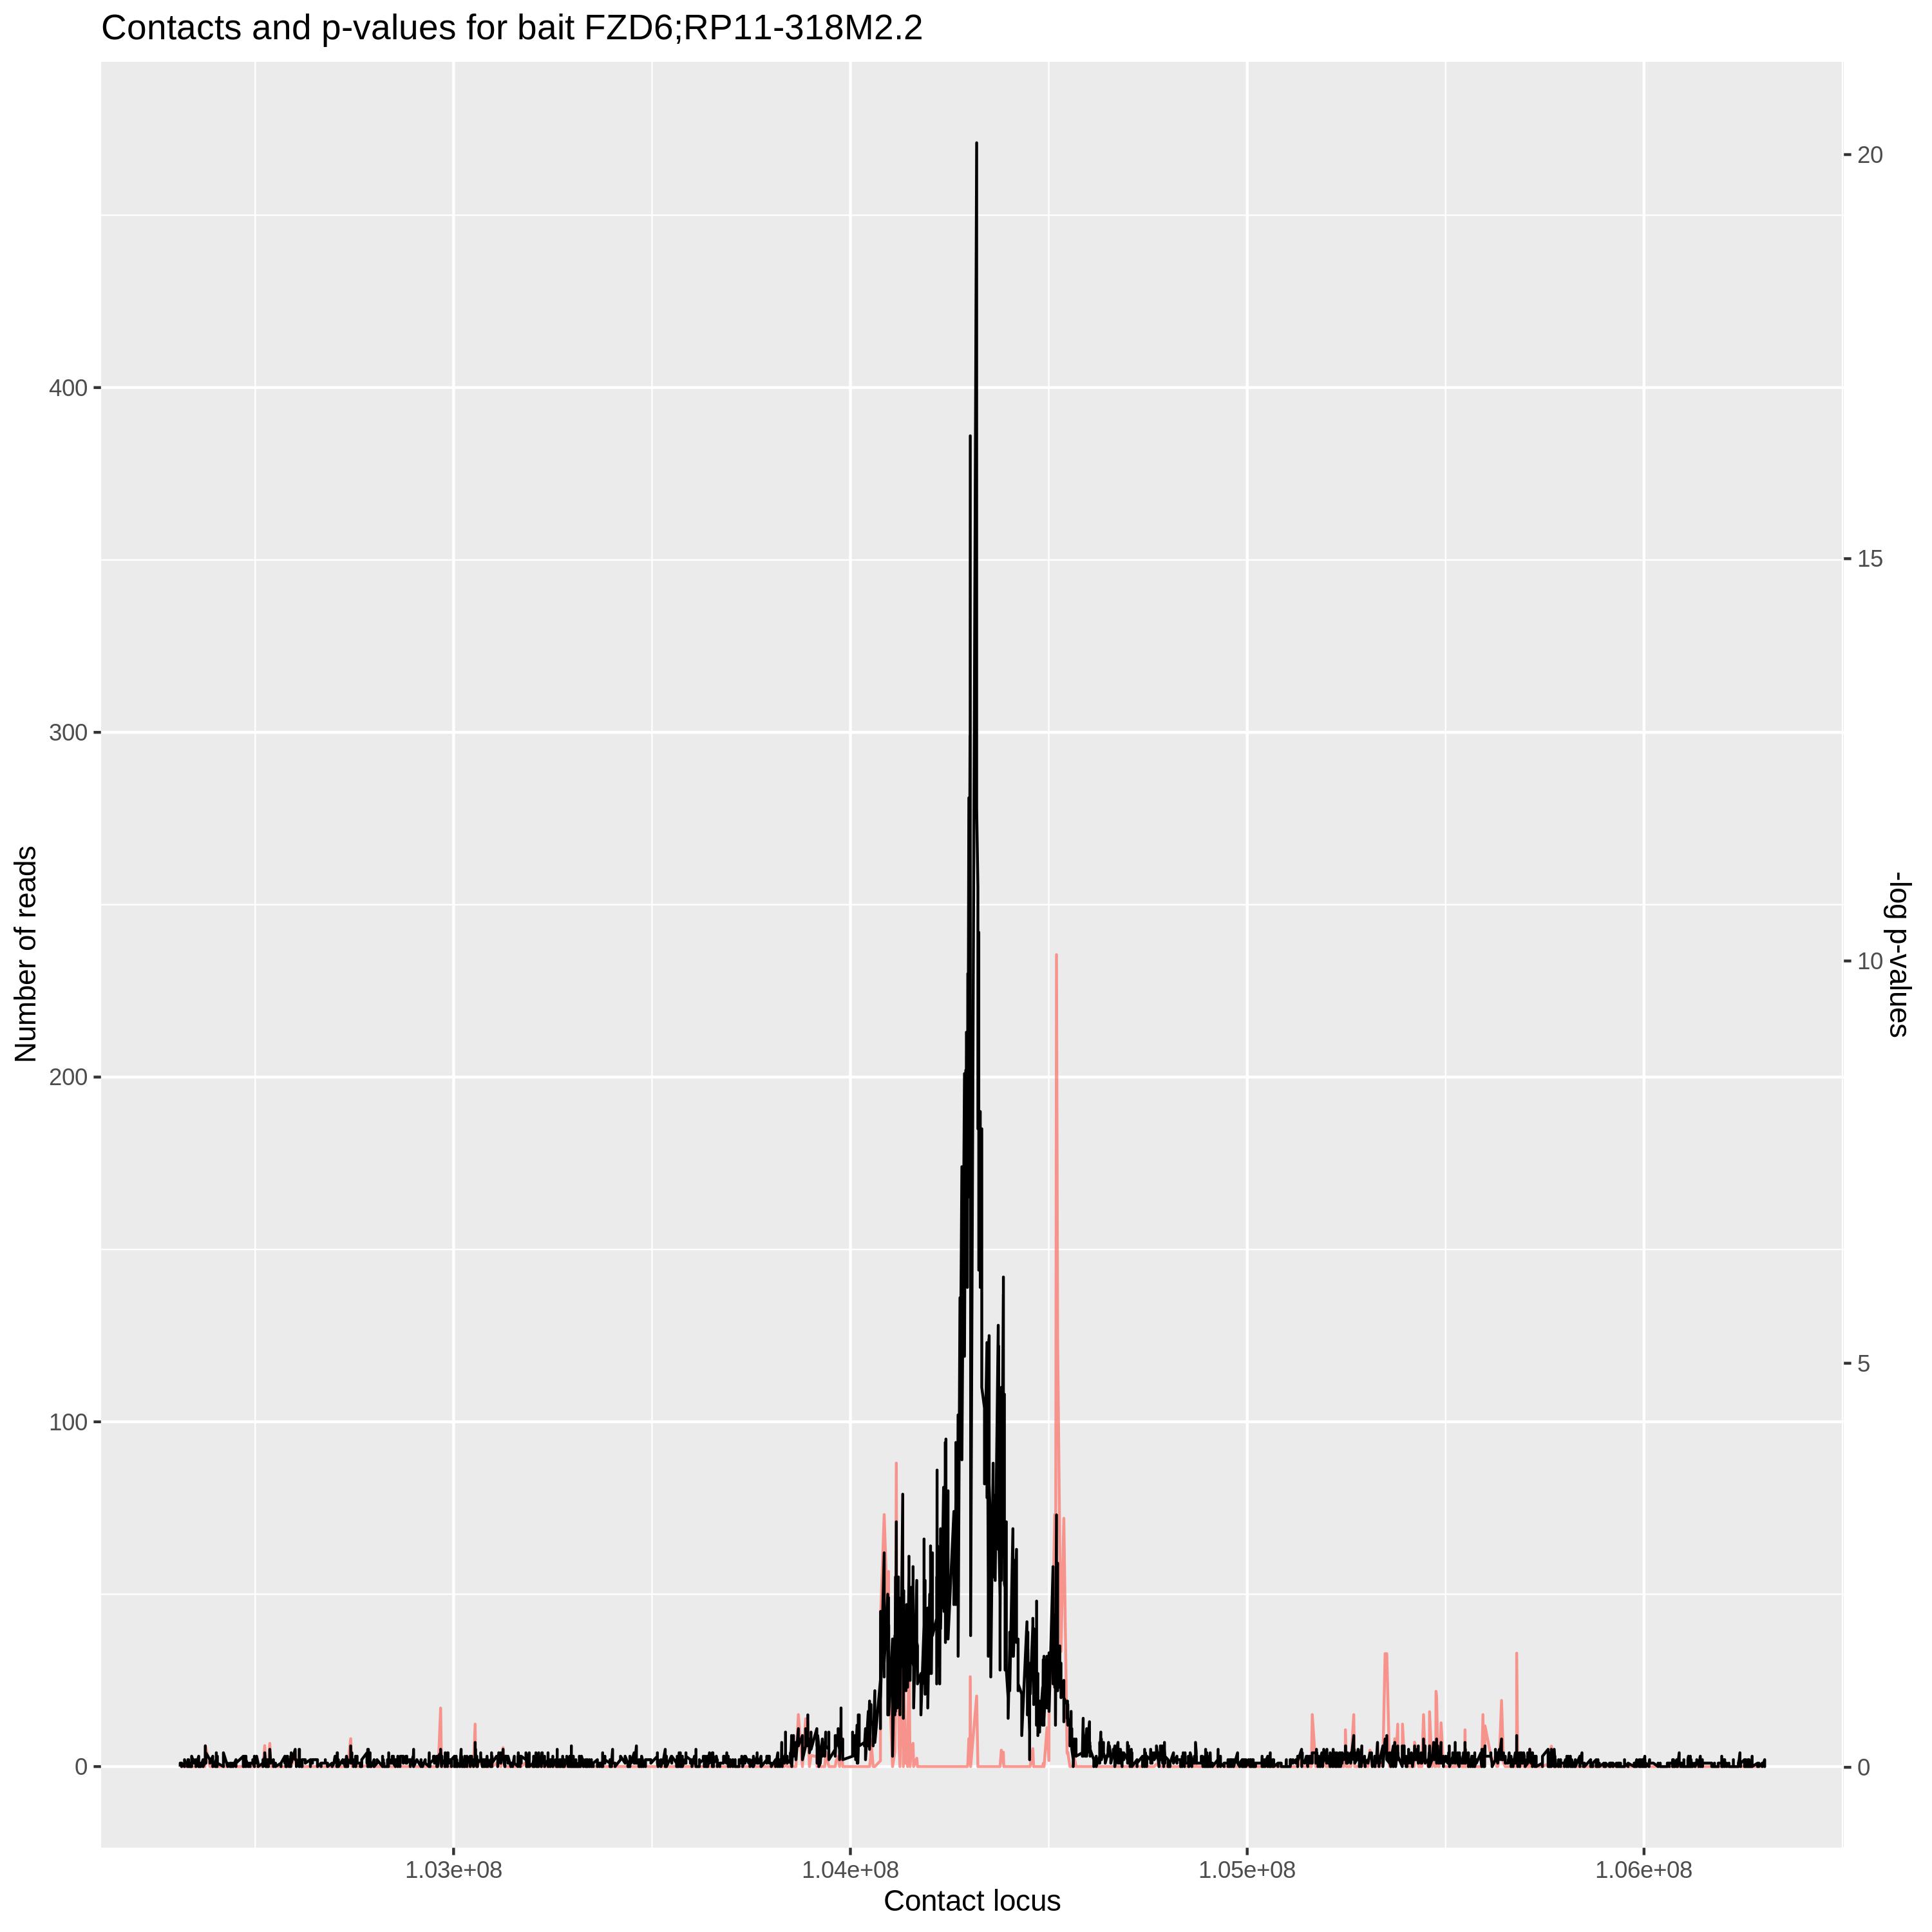 Contacts and p-values for bait FZD6;RP11-318M2.2
Number of reads
400
300
200
100
0
20
15
10
5
0
-log p-values
1.03e+08
1.04e+08
1.05e+08
1.06e+08
Contact locus